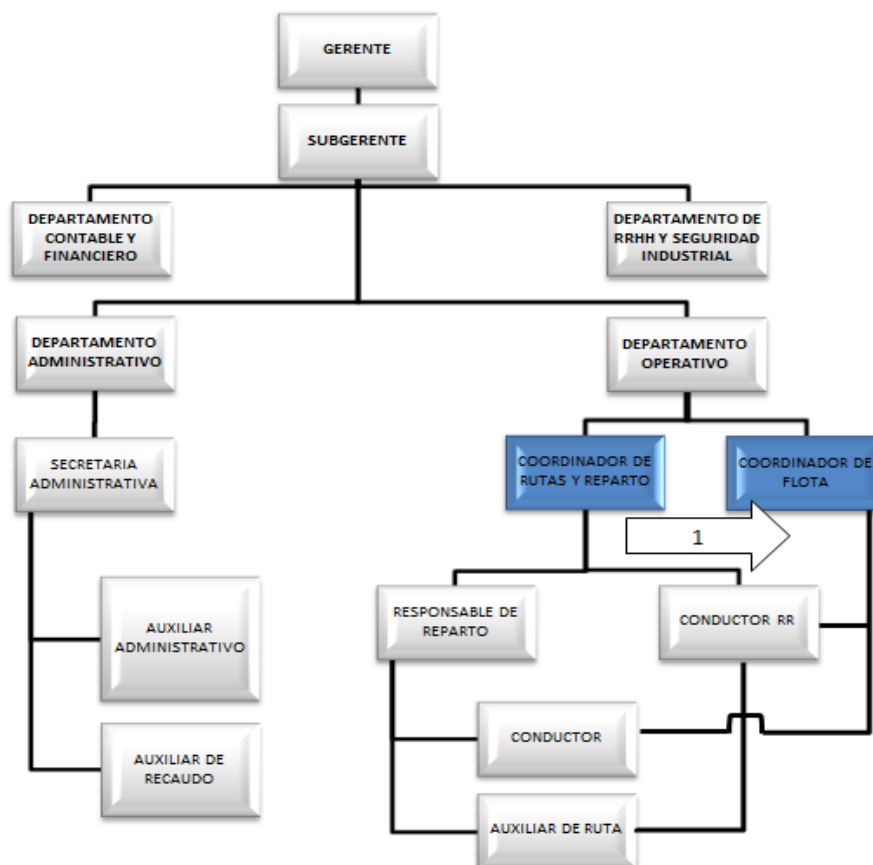 GERENTE
SUBGERENTE
DEPARTAMENTO
CONTABLE Y
FINANCIERO
DEPARTAMENTO DE
RRHH Y SEGURIDAD
INDUSTRIAL
DEPARTAMENTO
ADMINISTRATIVO
DEPARTAMENTO
OPERATIVO
SECRETARIA
ADMINISTRATIVA
COORDINADOR DE
RUTAS Y REPARTO
COORDINADOR DE
FLOTA
1
RESPONSABLE DE
REPARTO
CONDUCTOR RR
AUXILIAR
ADMINISTRATIVO
CONDUCTOR
AUXILIAR DE
RECAUDO
AUXILIAR DE RUTA